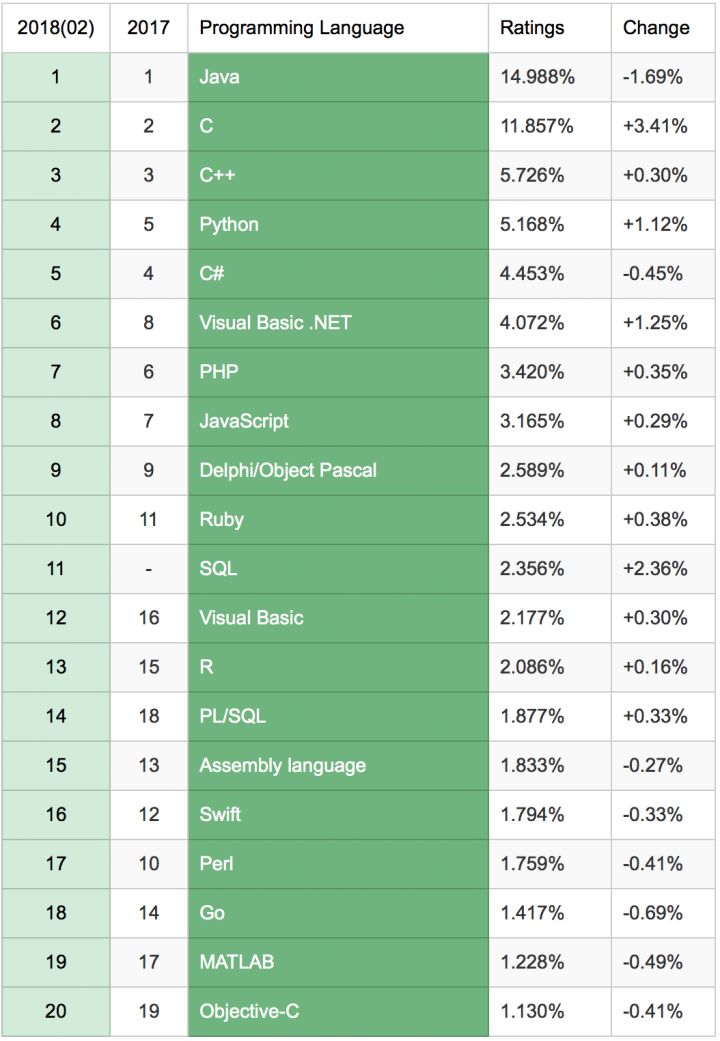 2018(02) 2017 Programming Language Ratings Change
1 1 Java 14.988% -1.69%
2 2 C 11.857% +3.41%
3 3 C++ 5.726% +0.30%
4 5 Python 5.168% +1.12%
5 4 C# 4.453% -0.45%
6 8 Visual Basic .NET 4.072% +1.25%
7 6 PHP 3.420% +0.35%
8 7 JavaScript 3.165% +0.29%
9 9 Delphi/Object Pascal 2.589% +0.11%
10 11 Ruby 2.534% +0.38%
11 - SQL 2.356% +2.36%
12 16 Visual Basic 2.177% +0.30%
13 15 R 2.086% +0.16%
14 18 PL/SQL 1.877% +0.33%
15 13 Assembly language 1.833% -0.27%
16 12 Swift 1.794% -0.33%
17 10 Perl 1.759% -0.41%
18 14 Go 1.417% -0.69%
19 17 MATLAB 1.228% -0.49%
20 19 Objective-C 1.130% -0.41%